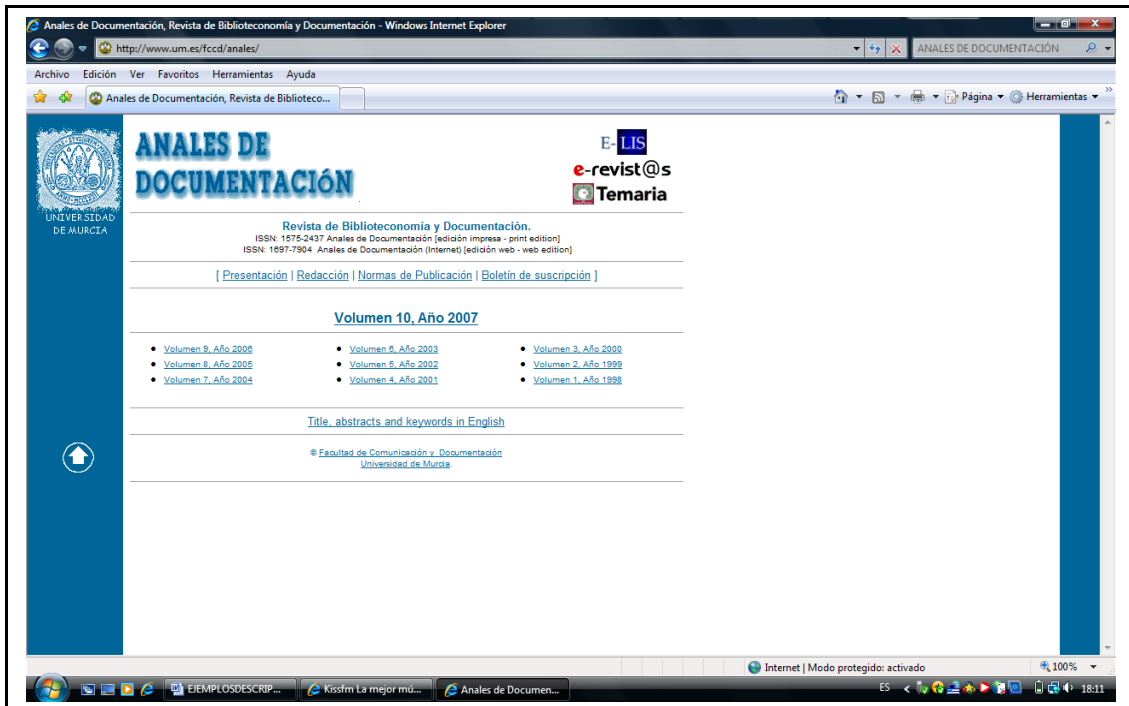 Anales de Documentación, Revista de Biblioteconomía y Documentación - Windows Internet Explorer
http://www.um.es/fccd/anales/
ANALES DE DOCUMENTACIÓN
Archivo Edición Ver Favoritos Herramientas Ayuda
Anales de Documentación, Revista de Biblioteco...
Página Herramientas
ANALES DE
DOCUMENTACIÓN
E-LIS
e-revist@s
Temaria
UNIVERSIDAD
DE MURCIA
Revista de Biblioteconomía y Documentación.
ISSN: 1575-2437 Anales de Documentación [edición impresa - print edition]
ISSN: 1697-7904 Anales de Documentación (Internet) [edición web - web edition]
[ Presentación | Redacción | Normas de Publicación | Boletín de suscripción ]
Volumen 10, Año 2007
Volumen 9, Año 2006 Volumen 6, Año 2003 Volumen 3, Año 2000
Volumen 8, Año 2005 Volumen 5, Año 2002 Volumen 2, Año 1999
Volumen 7, Año 2004 Volumen 4, Año 2001 Volumen 1, Año 1998
Title, abstracts and keywords in English
© Facultad de Comunicación y Documentación
Universidad de Murcia
Internet | Modo protegido: activado 100%
EJEMPLOSDESCRIP... Kissfm La mejor mú... Anales de Documen... ES 18:11